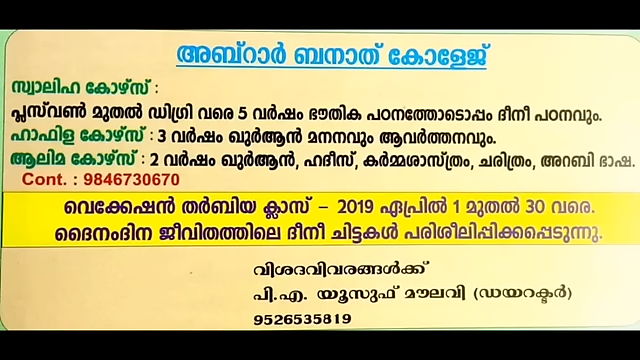 അബ്റാർ ബനാത് കോളേജ്
സ്വാലിഹ കോഴ്സ് :
പ്ലസ്‌വൺ മുതൽ ഡിഗ്രി വരെ 5 വർഷം ഭൗതിക പഠനത്തോടൊപ്പം ദീനീ പഠനവും.
ഹാഫിള കോഴ്സ് : 3 വർഷം ഖുർആൻ മനനവും ആവർത്തനവും.
ആലിമ കോഴ്സ് : 2 വർഷം ഖുർആൻ, ഹദീസ്, കർമ്മശാസ്ത്രം, ചരിത്രം, അറബി ഭാഷ.
Cont. : 9846730670
വെക്കേഷൻ തർബിയ ക്ലാസ് – 2019 ഏപ്രിൽ 1 മുതൽ 30 വരെ.
ദൈനംദിന ജീവിതത്തിലെ ദീനീ ചിട്ടകൾ പരിശീലിപ്പിക്കപ്പെടുന്നു.
വിശദവിവരങ്ങൾക്ക്
പി.എ. യൂസുഫ് മൗലവി (ഡയറക്ടർ)
9526535819